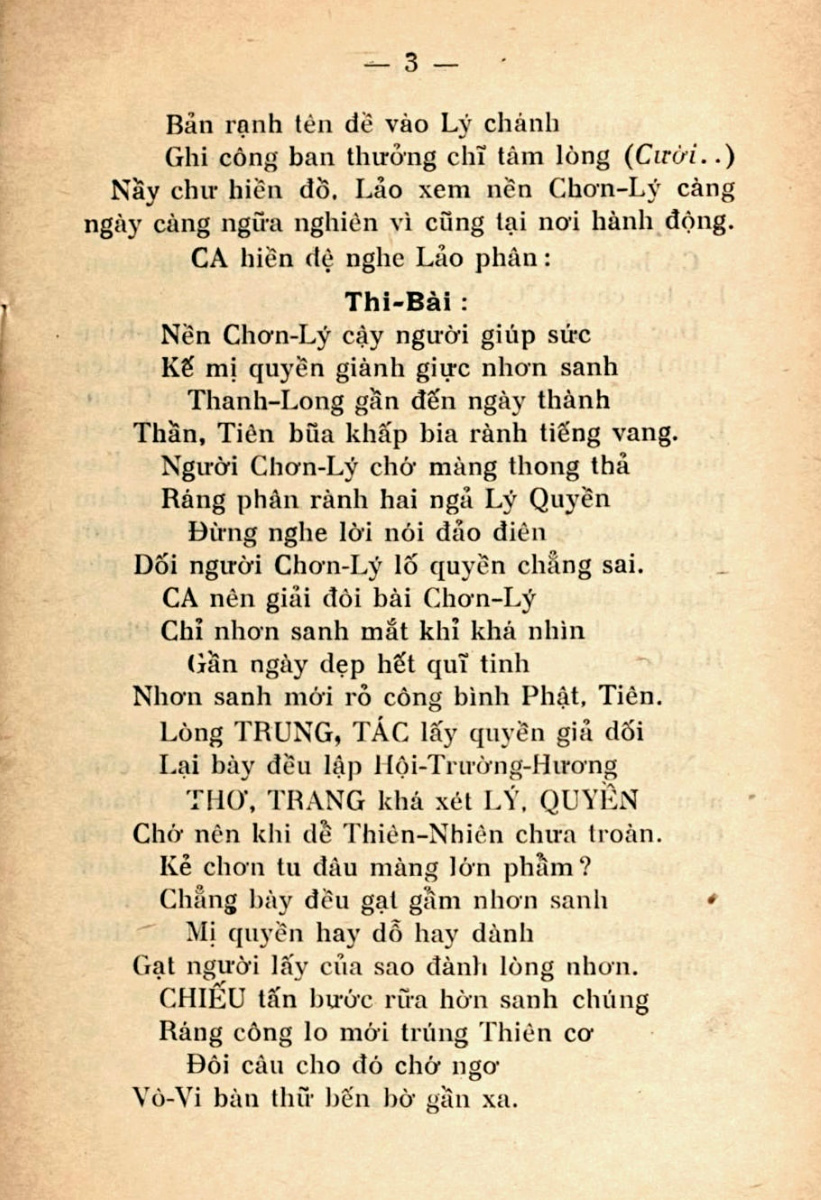 — 3 —
Bản rạnh tên đề vào Lý chánh
Ghi công ban thưởng chĩ tâm lòng (Cười..)
Nầy chư hiền đồ. Lảo xem nền Chơn-Lý càng
ngày càng ngữa nghiên vì cũng tại nơi hành động.
CA hiền đệ nghe Lảo phân :
Thi-Bài :
Nền Chơn-Lý cậy người giúp sức
Kế mị quyền giành giực nhơn sanh
Thanh-Long gần đến ngày thành
Thần, Tiên bũa khấp bia rành tiếng vang.
Người Chơn-Lý chớ màng thong thả
Ráng phân rành hai ngả Lý Quyền
Đừng nghe lời nói đảo điên
Dối người Chơn-Lý lố quyền chẳng sai.
CA nên giải đôi bài Chơn-Lý
Chỉ nhơn sanh mắt khỉ khá nhìn
Gần ngày dẹp hết quĩ tinh
Nhơn sanh mới rỏ công bình Phật, Tiên.
Lòng TRUNG, TÁC lấy quyền giả dối
Lại bày đều lập Hội-Trường-Hương
THƠ, TRANG khá xét LÝ, QUYỀN
Chớ nên khi dễ Thiên-Nhiên chưa troàn.
Kẻ chơn tu đâu màng lớn phẩm ?
Chẳng bày đều gạt gẫm nhơn sanh
Mị quyền hay dỗ hay dành
Gạt người lấy của sao đành lòng nhơn.
CHIẾU tấn bước rữa hờn sanh chúng
Ráng công lo mới trúng Thiên cơ
Đôi câu cho đó chớ ngơ
Vô-Vi bàn thữ bến bờ gần xa.